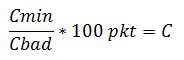 Cmin
Cbad * 100 pkt = C